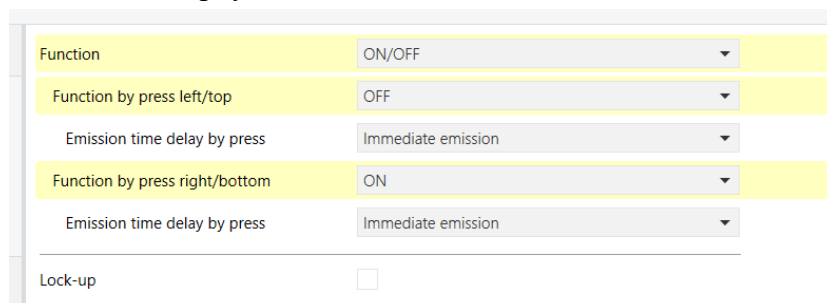 Function ON/OFF
Function by press left/top OFF
Emission time delay by press Immediate emission
Function by press right/bottom ON
Emission time delay by press Immediate emission
Lock-up